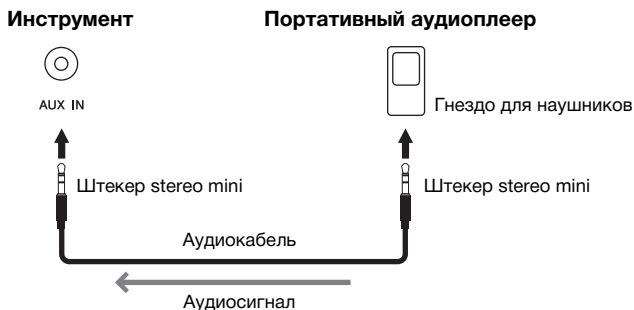 Инструмент
Портативный аудиоплеер
AUX IN
Гнездо для наушников
Штекер stereo mini
Штекер stereo mini
Аудиокабель
Аудиосигнал